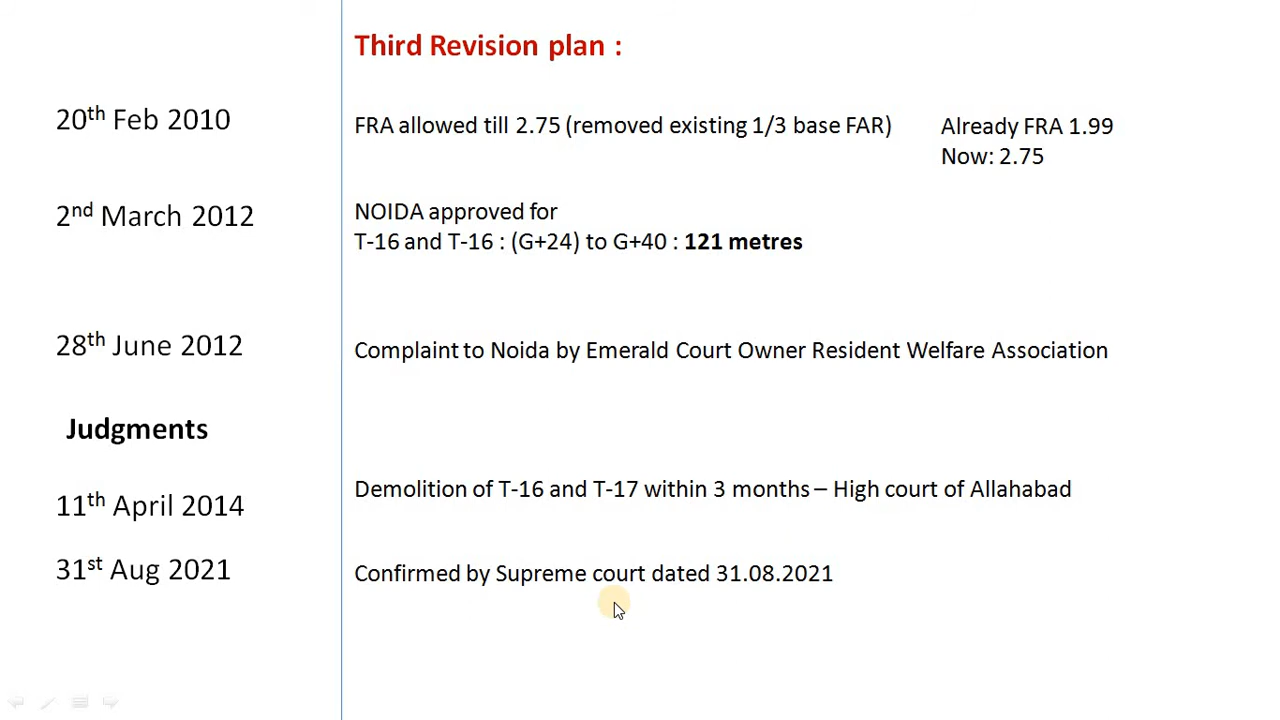 Third Revision plan :
20th Feb 2010
FRA allowed till 2.75 (removed existing 1/3 base FAR)
Already FRA 1.99
Now: 2.75
2nd March 2012
NOIDA approved for
T-16 and T-16 : (G+24) to G+40 : 121 metres
28th June 2012
Complaint to Noida by Emerald Court Owner Resident Welfare Association
Judgments
11th April 2014
Demolition of T-16 and T-17 within 3 months – High court of Allahabad
31st Aug 2021
Confirmed by Supreme court dated 31.08.2021